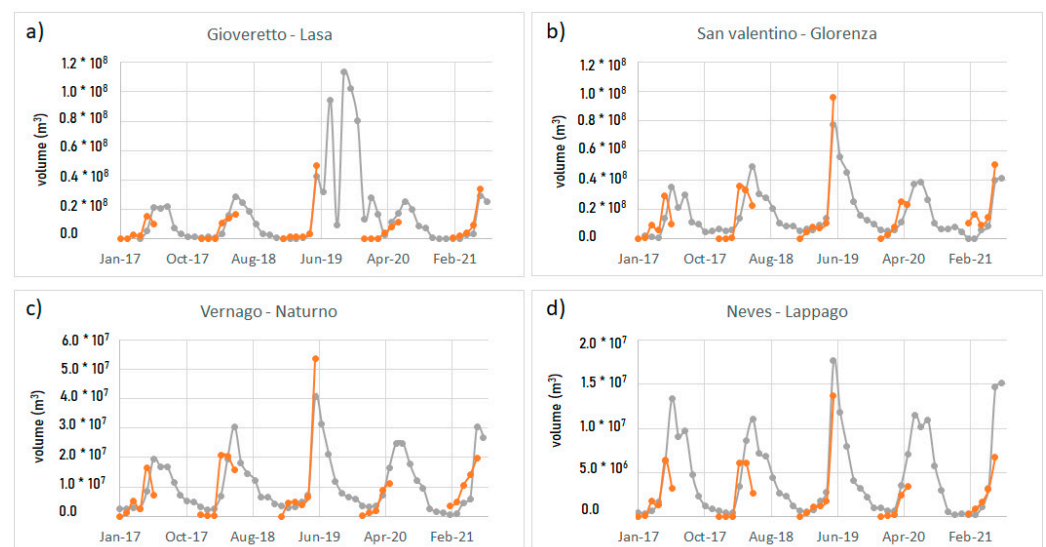 a)
Gioveretto - Lasa
volume (m³)
1.2 * 10⁸
1.0 * 10⁸
0.8 * 10⁸
0.6 * 10⁸
0.4 * 10⁸
0.2 * 10⁸
0.0
Jan-17 Oct-17 Aug-18 Jun-19 Apr-20 Feb-21
b)
San valentino - Glorenza
volume (m³)
1.2 * 10⁸
1.0 * 10⁸
0.8 * 10⁸
0.6 * 10⁸
0.4 * 10⁸
0.2 * 10⁸
0.0
Jan-17 Oct-17 Aug-18 Jun-19 Apr-20 Feb-21
c)
Vernago - Naturno
volume (m³)
6.0 * 10⁷
5.0 * 10⁷
4.0 * 10⁷
3.0 * 10⁷
2.0 * 10⁷
1.0 * 10⁷
0.0
Jan-17 Oct-17 Aug-18 Jun-19 Apr-20 Feb-21
d)
Neves - Lappago
volume (m³)
2.0 * 10⁷
1.5 * 10⁷
1.0 * 10⁷
5.0 * 10⁶
0.0
Jan-17 Oct-17 Aug-18 Jun-19 Apr-20 Feb-21